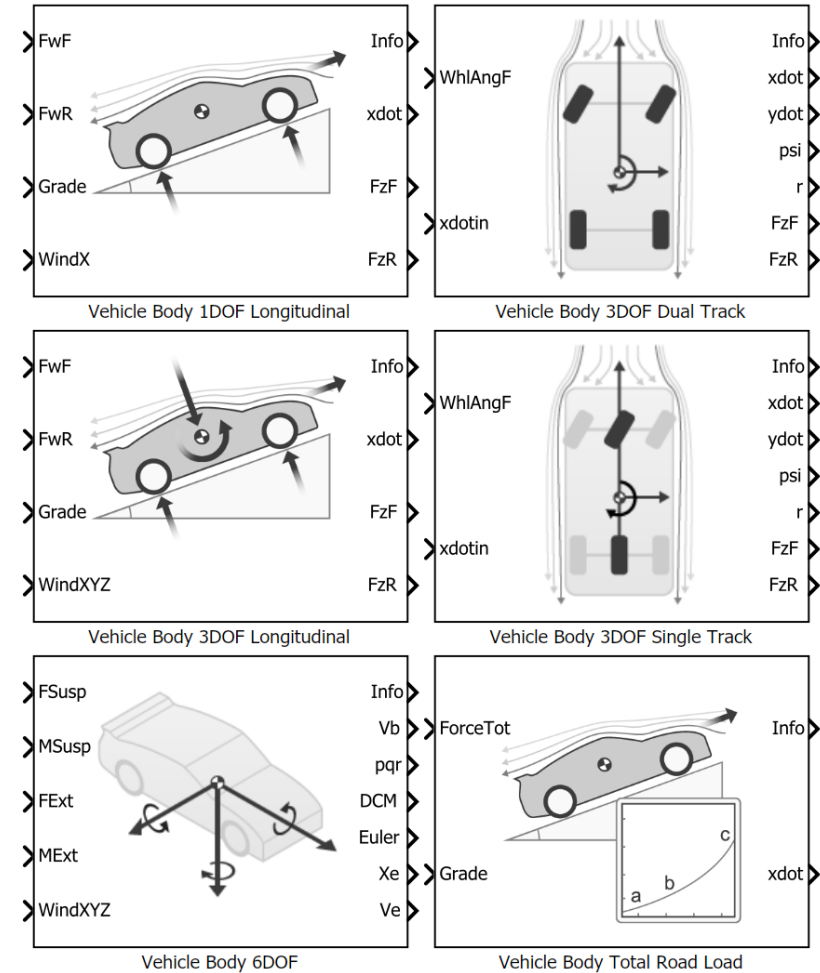 FwF
FwR
Grade
WindX
Info
xdot
FzF
FzR
Vehicle Body 1DOF Longitudinal
WhlAngF
xdotin
Info
xdot
ydot
psi
r
FzF
FzR
Vehicle Body 3DOF Dual Track
FwF
FwR
Grade
WindXYZ
Info
xdot
FzF
FzR
Vehicle Body 3DOF Longitudinal
WhlAngF
xdotin
Info
xdot
ydot
psi
r
FzF
FzR
Vehicle Body 3DOF Single Track
FSusp
MSusp
FExt
MExt
WindXYZ
Info
Vb
pqr
DCM
Euler
Xe
Ve
Vehicle Body 6DOF
ForceTot
Grade
a
b
c
Info
xdot
Vehicle Body Total Road Load